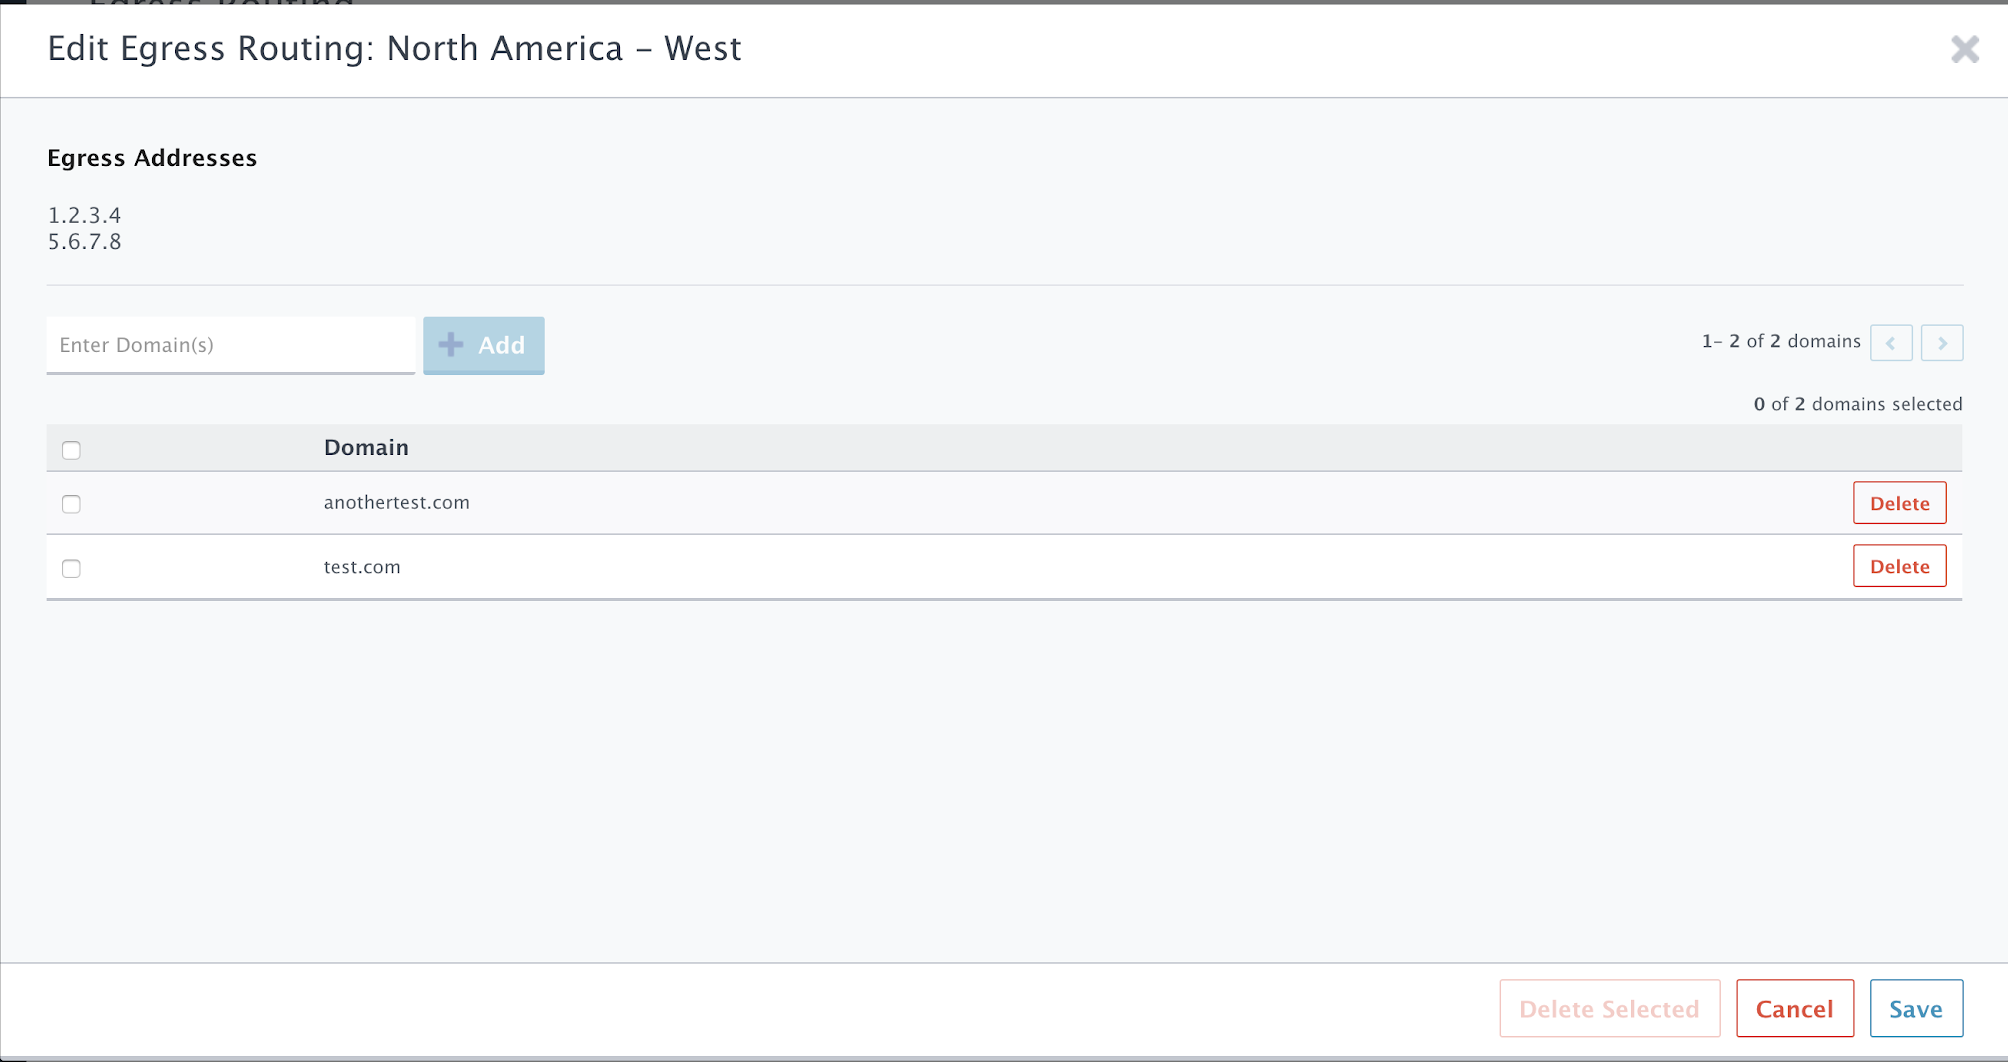 Egress Routing
Edit Egress Routing: North America – West
Egress Addresses
1.2.3.4
5.6.7.8
Enter Domain(s)
Add
1– 2 of 2 domains
0 of 2 domains selected
Domain
anothertest.com
Delete
test.com
Delete
Delete Selected
Cancel
Save